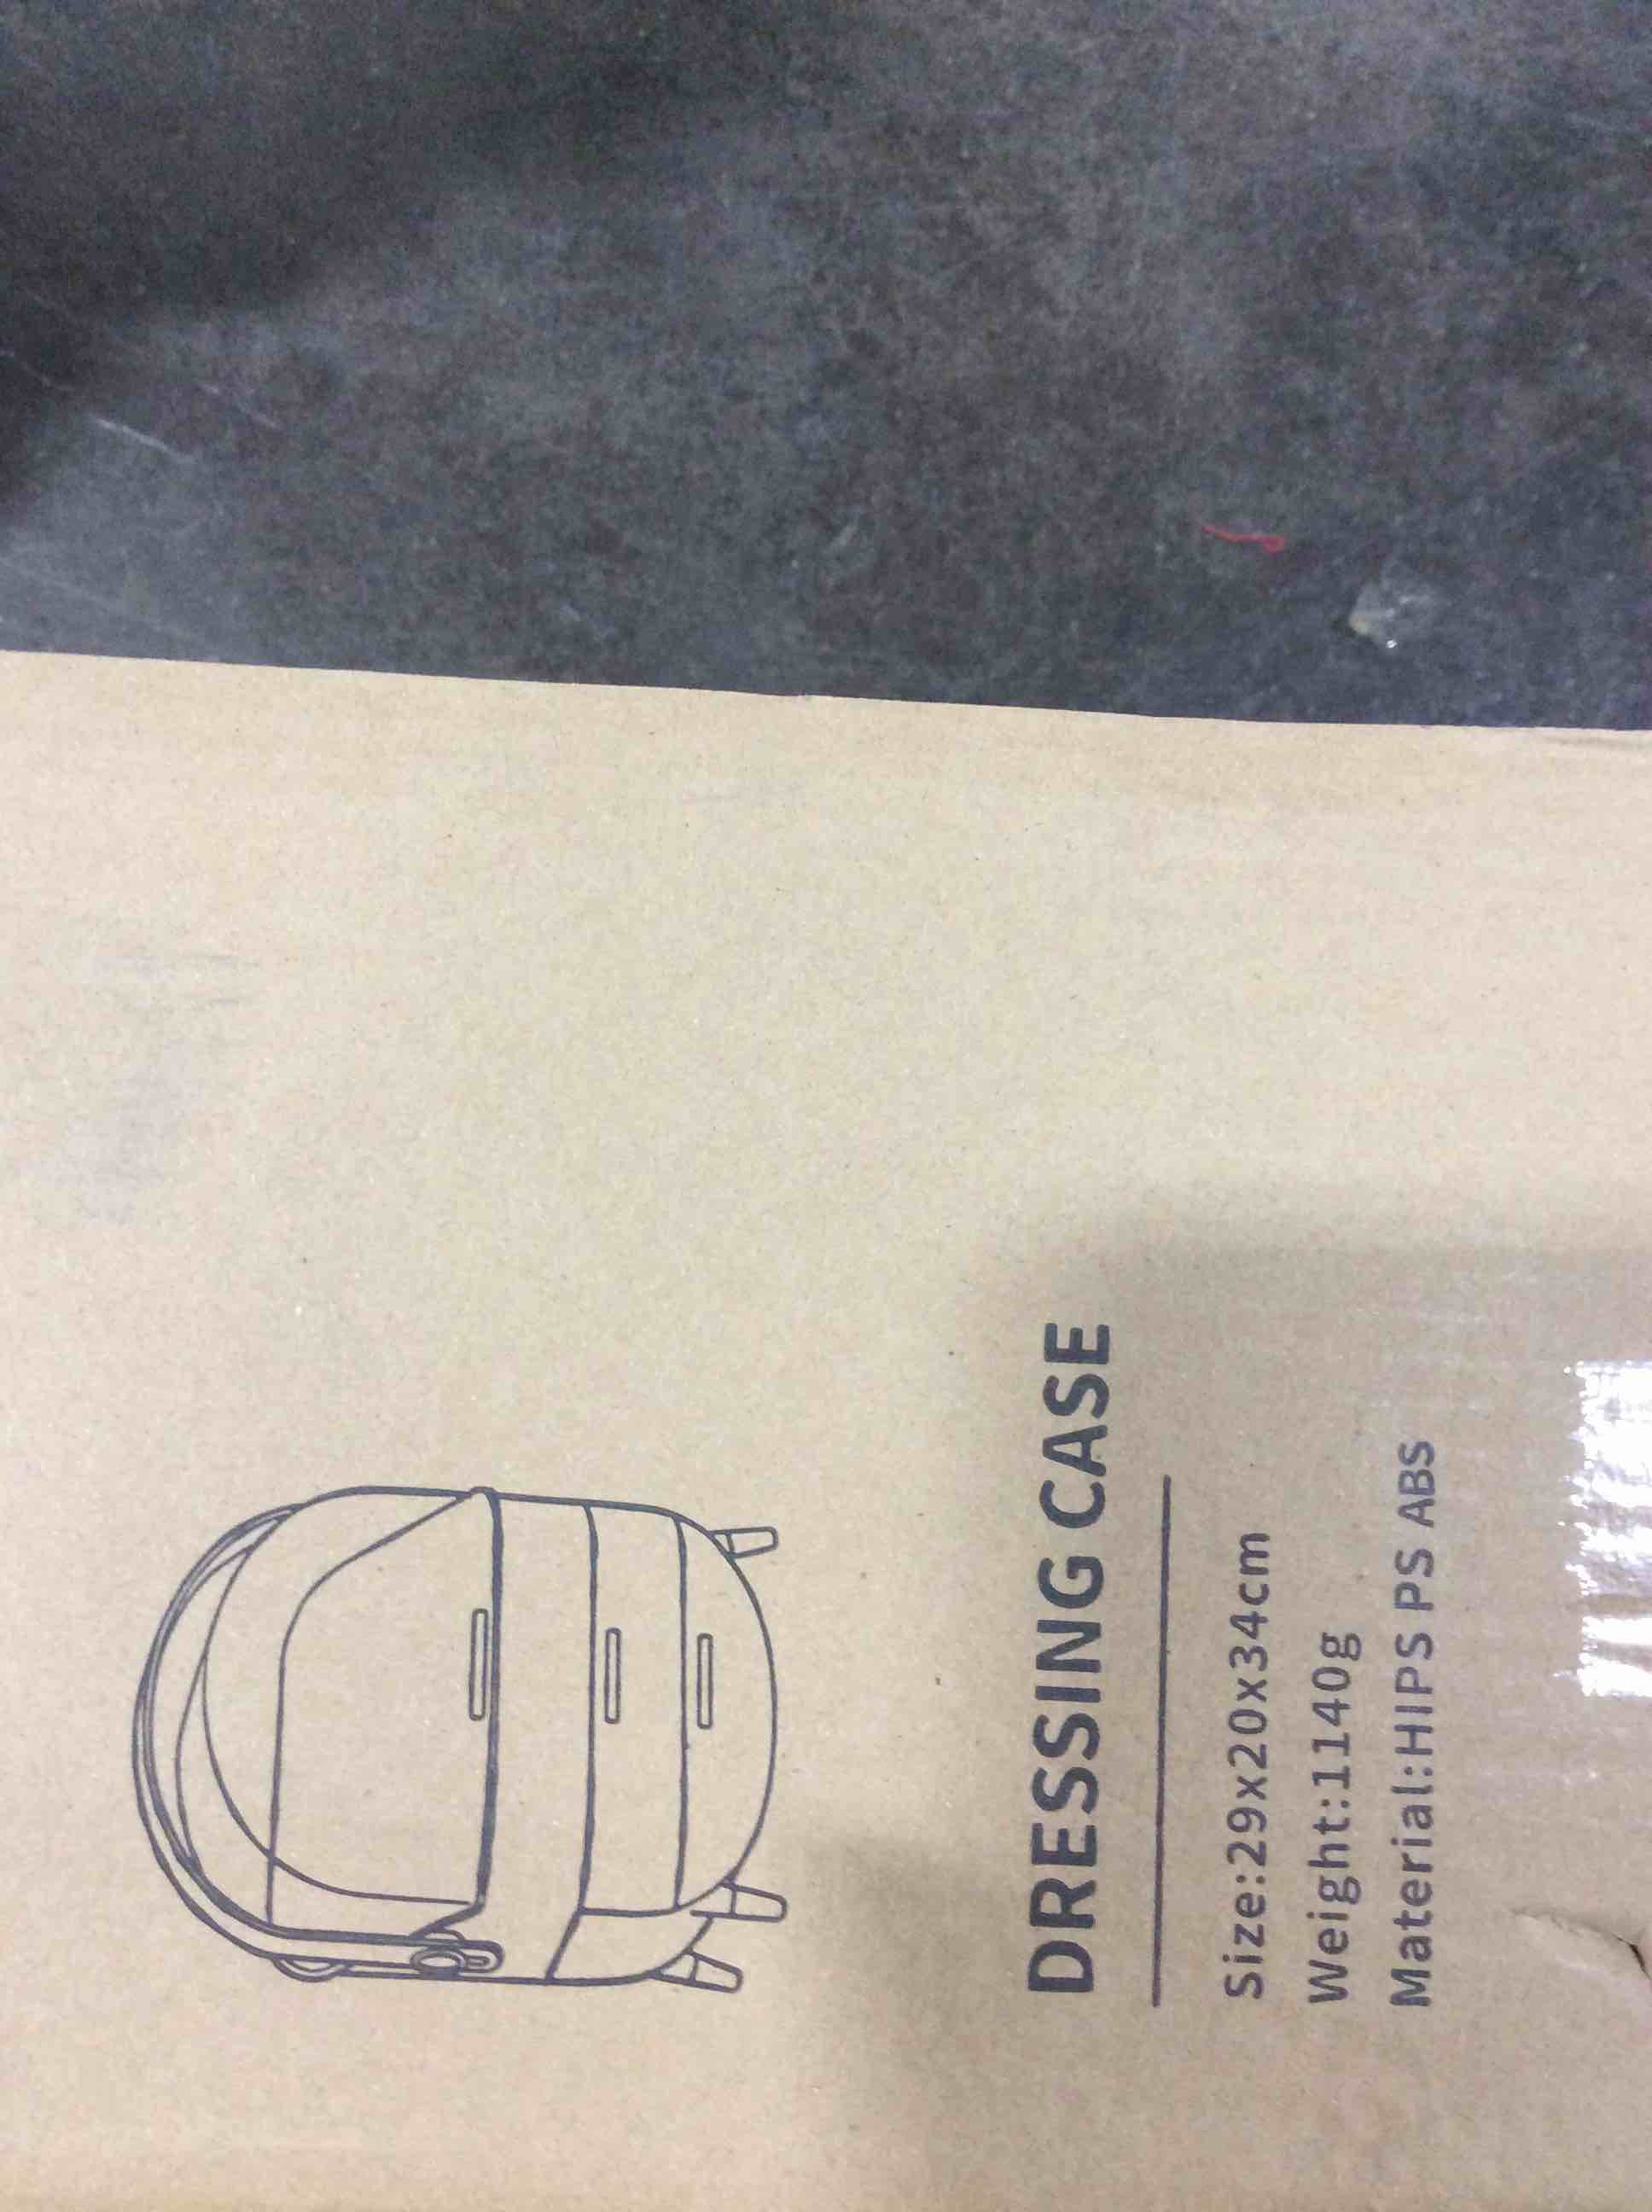 DRESSING CASE
Size:29x20x34cm
Weight:1140g
Material:HIPS PS ABS